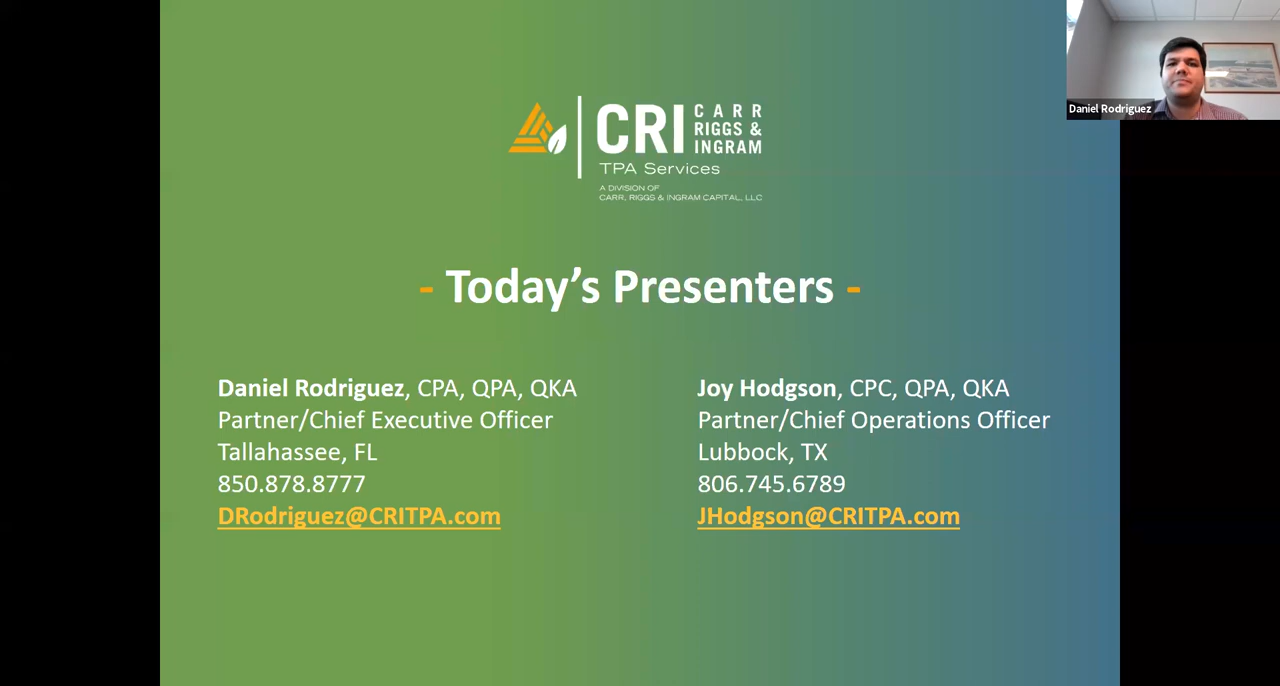 CRI CARR RIGGS & INGRAM
TPA Services
A DIVISION OF
CARR, RIGGS & INGRAM CAPITAL, LLC
Daniel Rodriguez
- Today's Presenters -
Daniel Rodriguez, CPA, QPA, QKA
Partner/Chief Executive Officer
Tallahassee, FL
850.878.8777
DRodriguez@CRITPA.com
Joy Hodgson, CPC, QPA, QKA
Partner/Chief Operations Officer
Lubbock, TX
806.745.6789
JHodgson@CRITPA.com